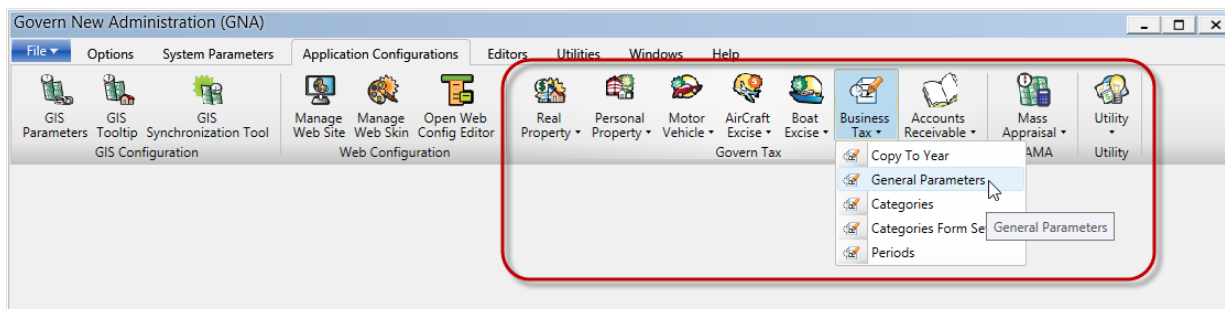 Govern New Administration (GNA)
File Options System Parameters Application Configurations Editors Utilities Windows Help
GIS Parameters GIS Tooltip GIS Synchronization Tool Manage Web Site Manage Web Skin Open Web Config Editor Real Property Personal Property Motor Vehicle AirCraft Excise Boat Excise Business Tax Accounts Receivable Mass Appraisal Utility
GIS Configuration Web Configuration Govern Tax AMA Utility
Copy To Year
General Parameters
Categories
Categories Form Se General Parameters
Periods